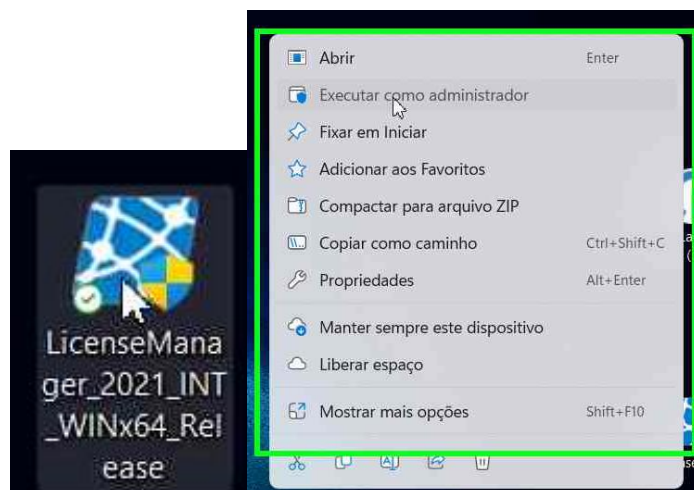 Abrir Enter
Executar como administrador
Fixar em Iniciar
Adicionar aos Favoritos
Compactar para arquivo ZIP
Copiar como caminho Ctrl+Shift+C
Propriedades Alt+Enter
Manter sempre este dispositivo
Liberar espaço
Mostrar mais opções Shift+F10
LicenseMana
ger_2021_INT
_WINx64_Rel
ease